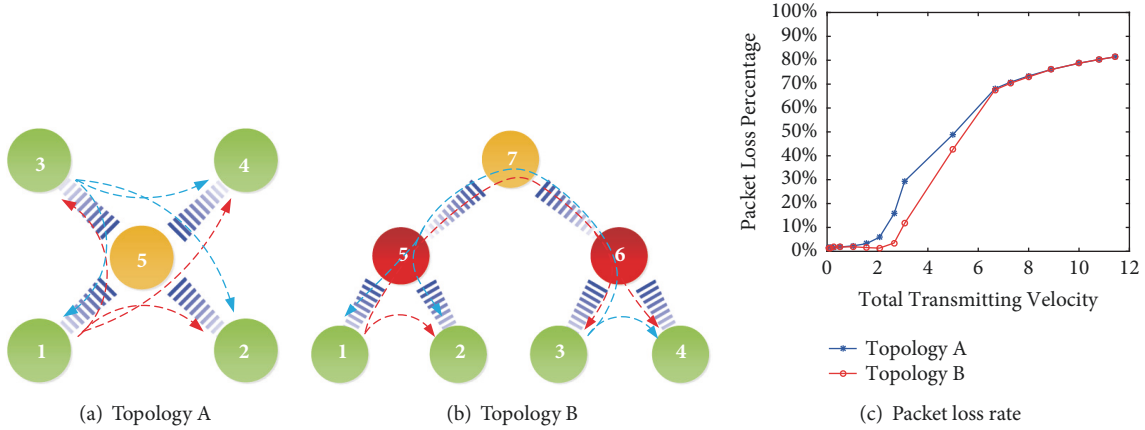 3
4
5
1
2
(a) Topology A
7
5
6
1
2
3
4
(b) Topology B
Packet Loss Percentage
100%
90%
80%
70%
60%
50%
40%
30%
20%
10%
0%
0 2 4 6 8 10 12
Total Transmitting Velocity
Topology A
Topology B
(c) Packet loss rate